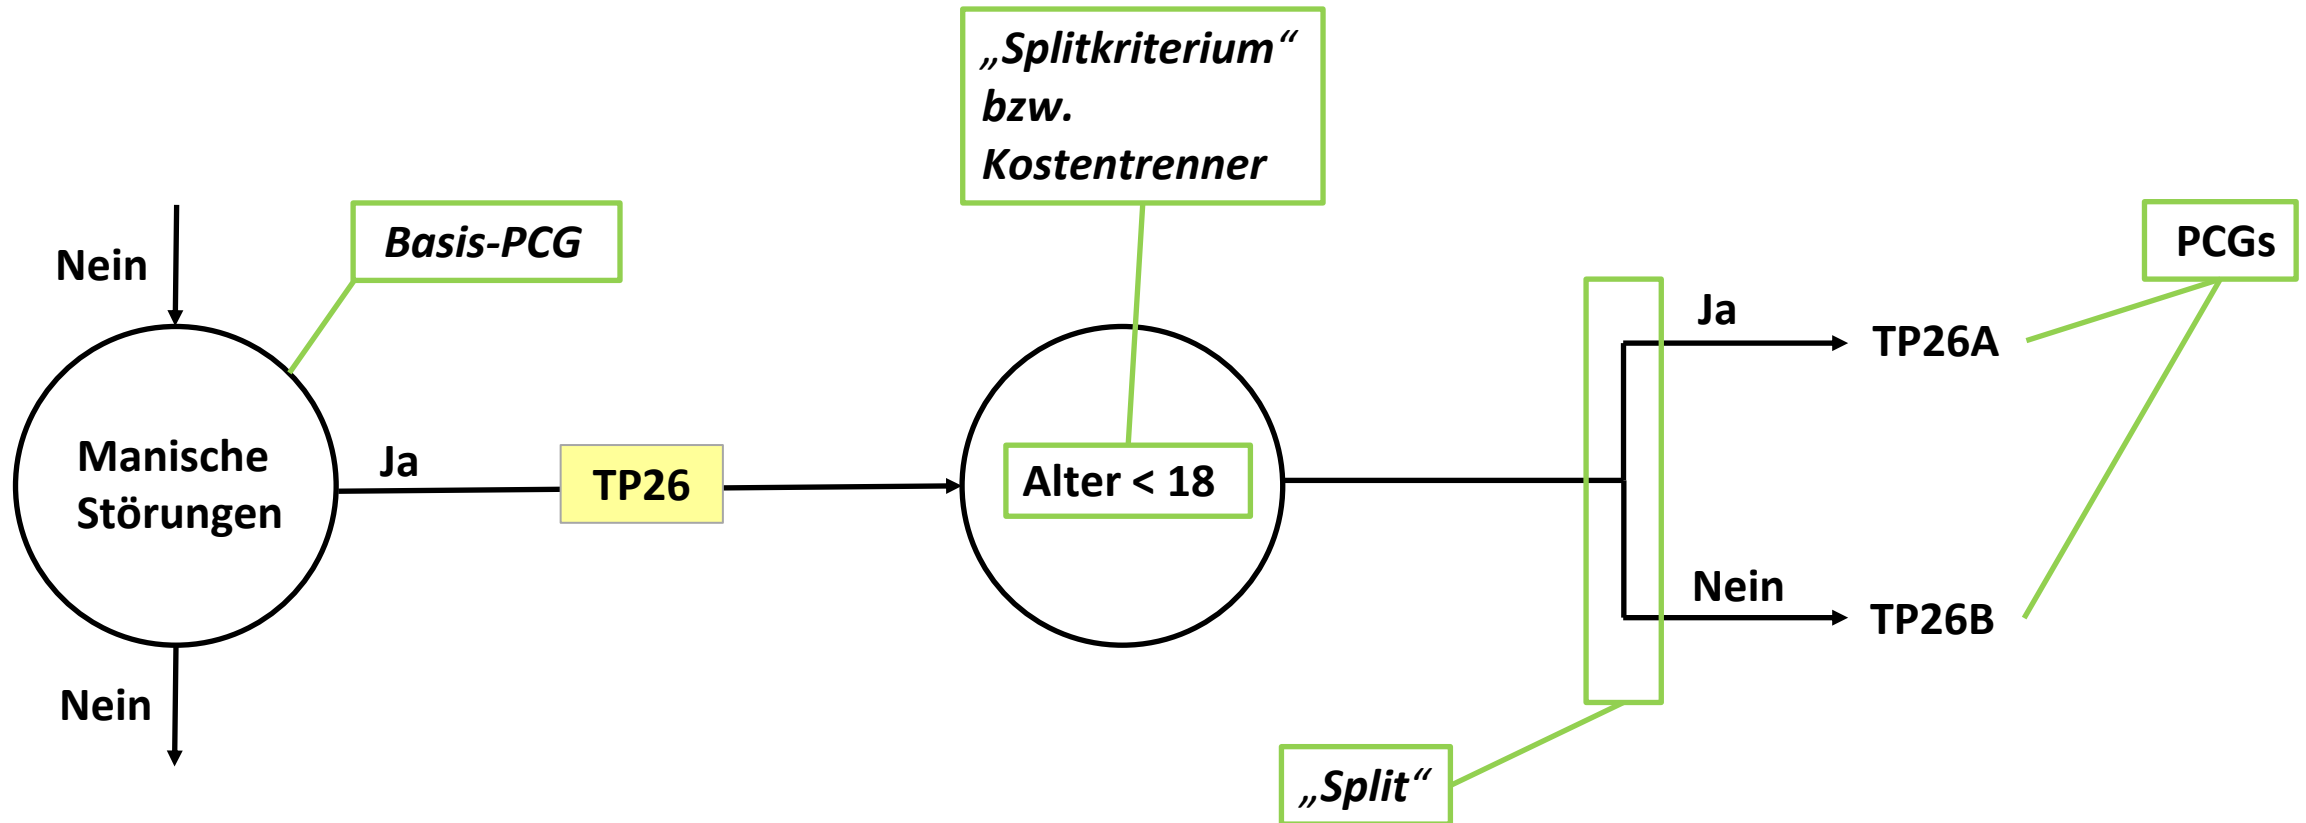 „Splitkriterium“
bzw.
Kostentrenner
Nein
Basis-PCG
PCGs
Manische
Störungen
Ja
TP26
Alter < 18
Ja
TP26A
Nein
TP26B
Nein
„Split“